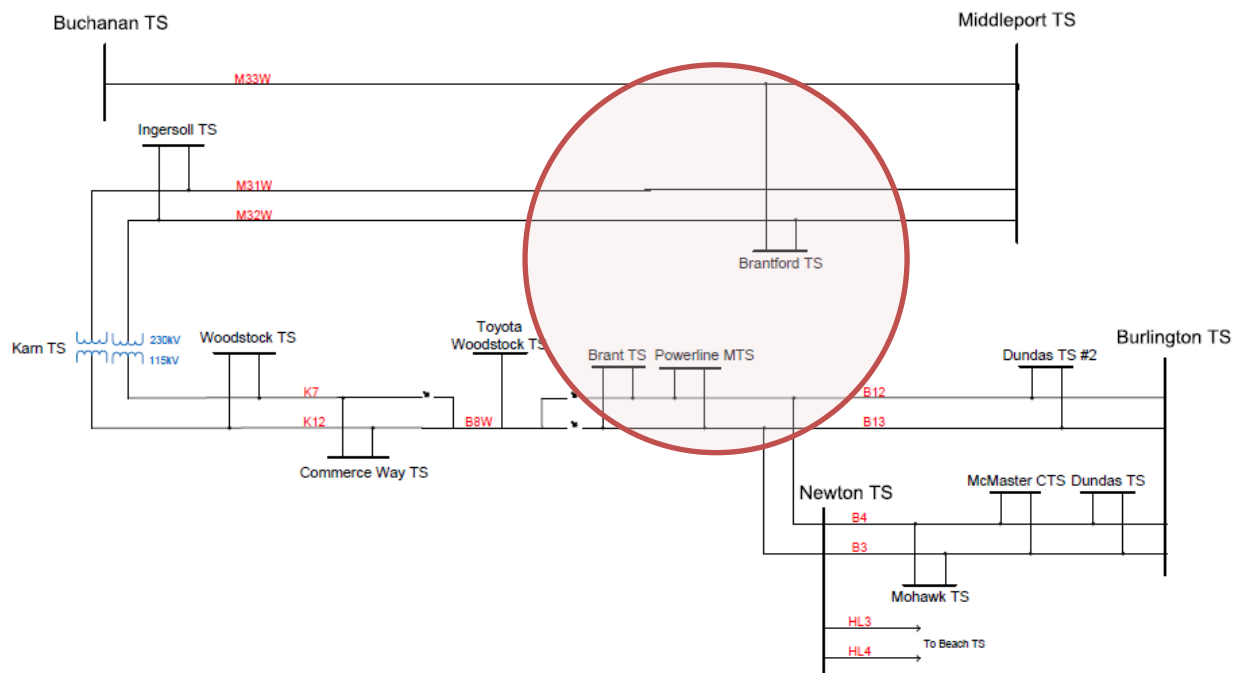 Buchanan TS
Middleport TS
M33W
Ingersoll TS
M31W
M32W
Brantford TS
Karn TS
230kV
115kV
Woodstock TS
Toyota
Woodstock TS
Brant TS
Powerline MTS
Dundas TS #2
Burlington TS
K7
B12
K12
B8W
B13
Commerce Way TS
Newton TS
McMaster CTS
Dundas TS
B4
B3
Mohawk TS
HL3
To Beach TS
HL4